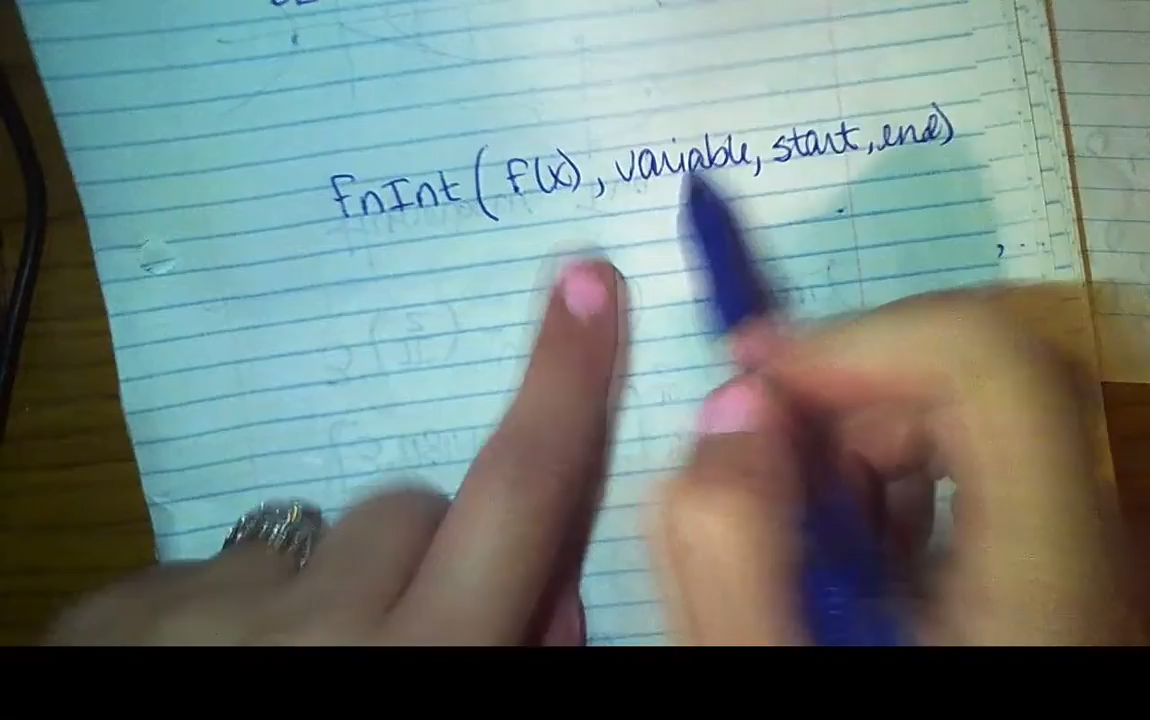 fnInt (f(x), variable, start, end)